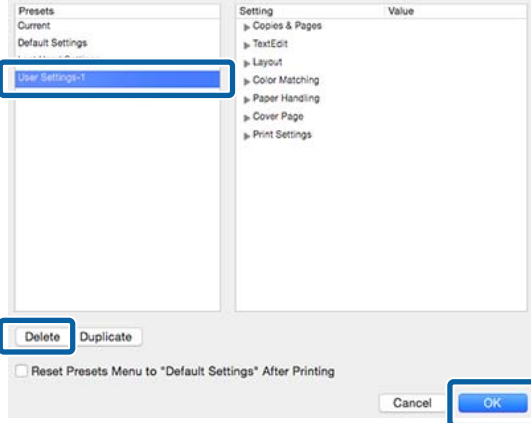 Presets
Current
Default Settings
User Settings-1
Setting Value
Copies & Pages
TextEdit
Layout
Color Matching
Paper Handling
Cover Page
Print Settings
Delete Duplicate
Reset Presets Menu to "Default Settings" After Printing
Cancel OK